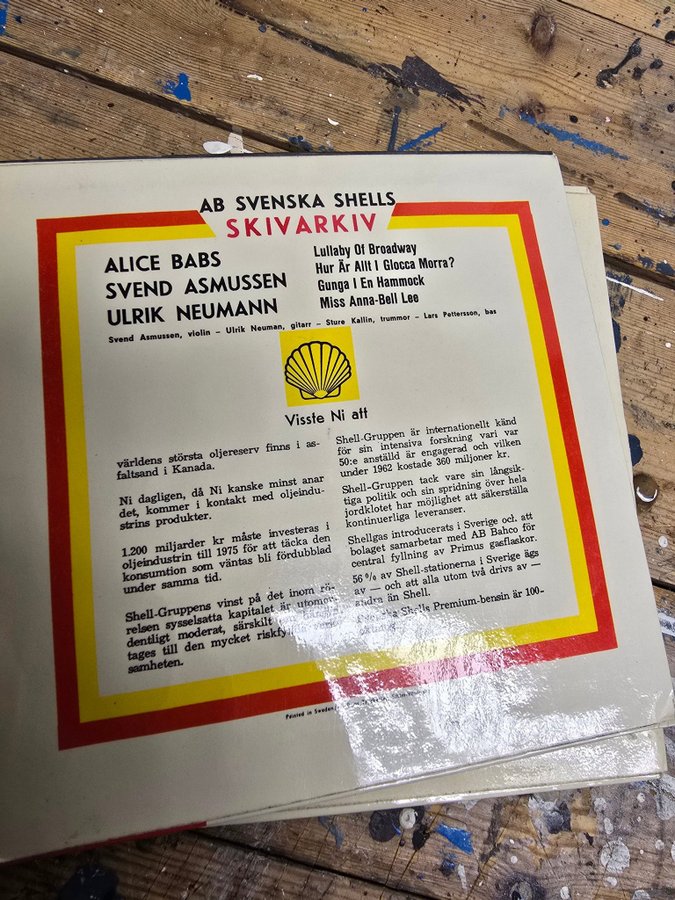 AB SVENSKA SHELLS
SKIVARKIV
ALICE BABS
SVEND ASMUSSEN
ULRIK NEUMANN
Lullaby Of Broadway
Hur Är Allt I Glocca Morra?
Gunga I En Hammock
Miss Anna-Bell Lee
Svend Asmussen, violin – Ulrik Neuman, gitarr – Sture Kallin, trummor – Lars Pettersson, bas
Visste Ni att
världens största oljereserv finns i as-
faltsand i Kanada.
Ni dagligen, då Ni kanske minst anar
det, kommer i kontakt med oljeindu-
strins produkter.
1.200 miljarder kr måste investeras i
oljeindustrin till 1975 för att täcka den
konsumtion som väntas bli fördubblad
under samma tid.
Shell-Gruppens vinst på det inom rö-
relsen sysselsatta kapitalet är utomor-
dentligt moderat, särskilt
tages till den mycket
samheten.
Shell-Gruppen är internationellt känd
för sin intensiva forskning vari var
50:e anställd är engagerad och vilken
under 1962 kostade 360 miljoner kr.
Shell-Gruppen tack vare sin långsik-
tiga politik och sin spridning över hela
jordklotet har möjlighet att säkerställa
kontinuerliga leveranser.
Shellgas introducerats i Sverige och att
bolaget samarbetar med AB Bahco för
central fyllning av Primus gasflaskor.
56 % av Shell-stationerna i Sverige ägs
av — och att alla utom två drivs av —
andra än Shell.
Shells Premium-bensin är 100-
Printed in Sweden